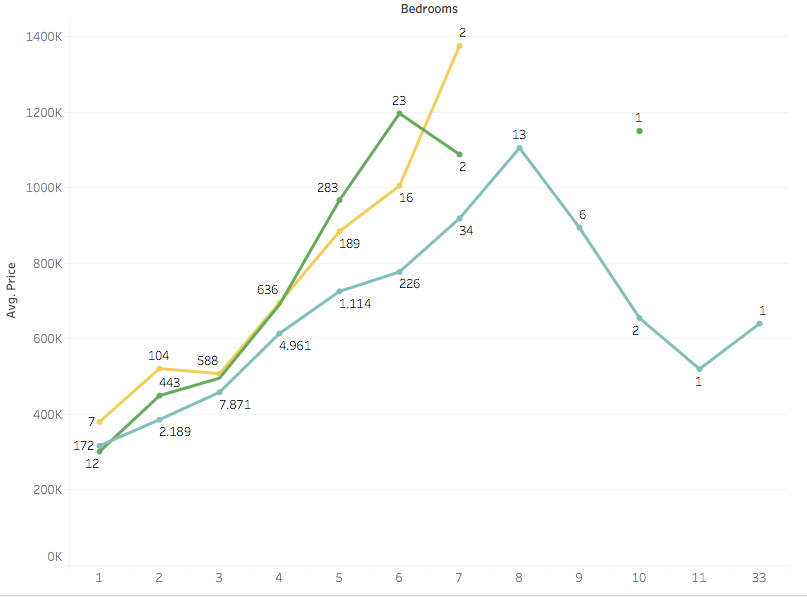 Bedrooms
1400K
1200K
1000K
800K
600K
400K
200K
0K
Avg. Price
2
23
1
13
283
2
16
6
34
189
636
226
1.114
1
2
4.961
588
104
443
1
7.871
7
2.189
172
12
1 2 3 4 5 6 7 8 9 10 11 33